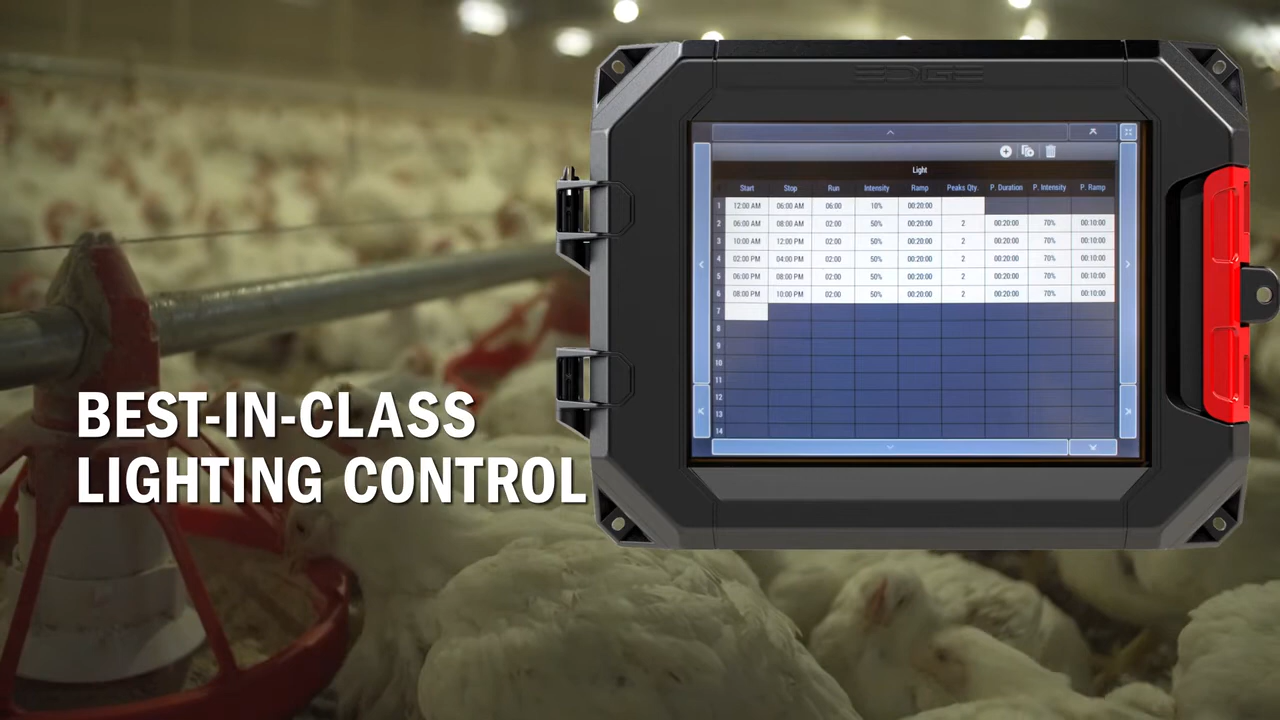 EDGE
Light
Start Stop Run Intensity Ramp Peaks Qty. P. Duration P. Intensity P. Ramp
1 12:00 AM 06:00 AM 06:00 10% 00:20:00
2 06:00 AM 08:00 AM 02:00 50% 00:20:00 2 00:20:00 70% 00:10:00
3 10:00 AM 12:00 PM 02:00 50% 00:20:00 2 00:20:00 70% 00:10:00
4 02:00 PM 04:00 PM 02:00 50% 00:20:00 2 00:20:00 70% 00:10:00
5 06:00 PM 08:00 PM 02:00 50% 00:20:00 2 00:20:00 70% 00:10:00
6 08:00 PM 10:00 PM 02:00 50% 00:20:00 2 00:20:00 70% 00:10:00
7
8
9
10
11
12
13
14
BEST-IN-CLASS
LIGHTING CONTROL